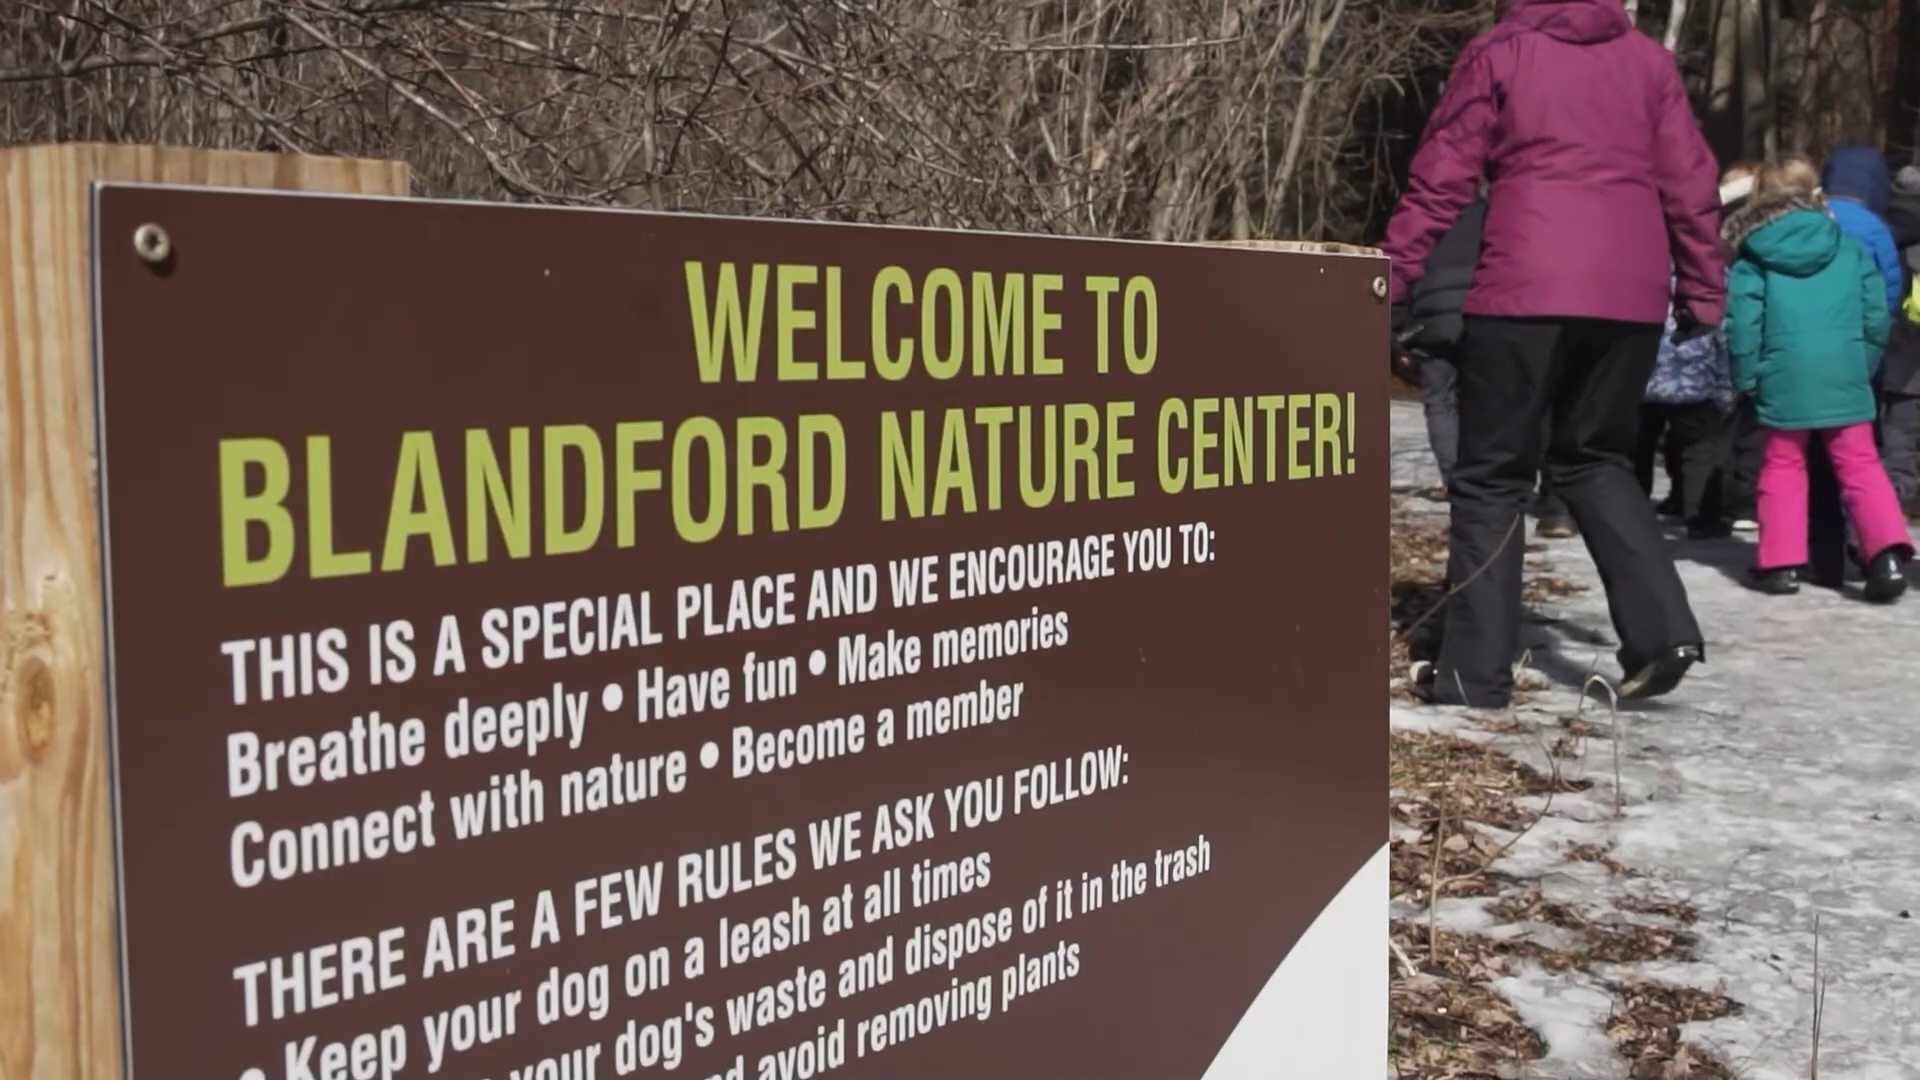 WELCOME TO
BLANDFORD NATURE CENTER!
THIS IS A SPECIAL PLACE AND WE ENCOURAGE YOU TO:
Breathe deeply • Have fun • Make memories
Connect with nature • Become a member
THERE ARE A FEW RULES WE ASK YOU FOLLOW:
• Keep your dog on a leash at all times
your dog's waste and dispose of it in the trash
avoid removing plants